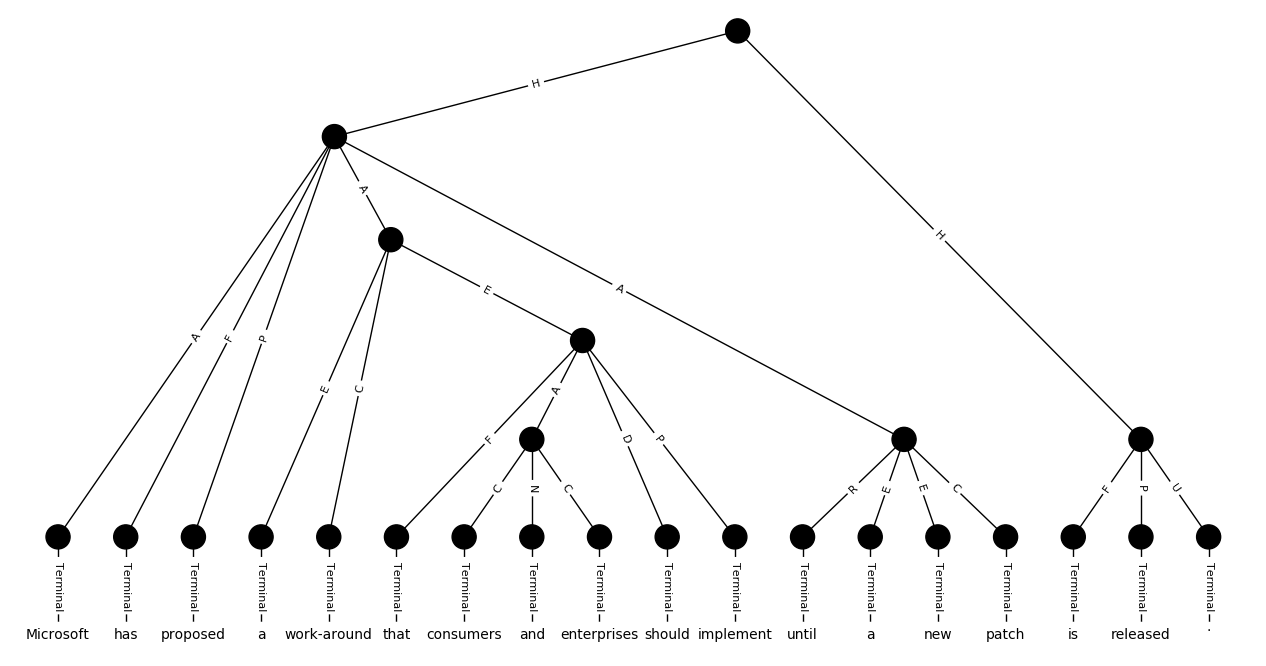 H
A
H
E
A
A
F
P
E
C
A
F
D
P
C
N
C
R
E
E
C
F
P
U
Terminal Terminal Terminal Terminal Terminal Terminal Terminal Terminal Terminal Terminal Terminal Terminal Terminal Terminal Terminal Terminal Terminal Terminal
Microsoft has proposed a work-around that consumers and enterprises should implement until a new patch is released .